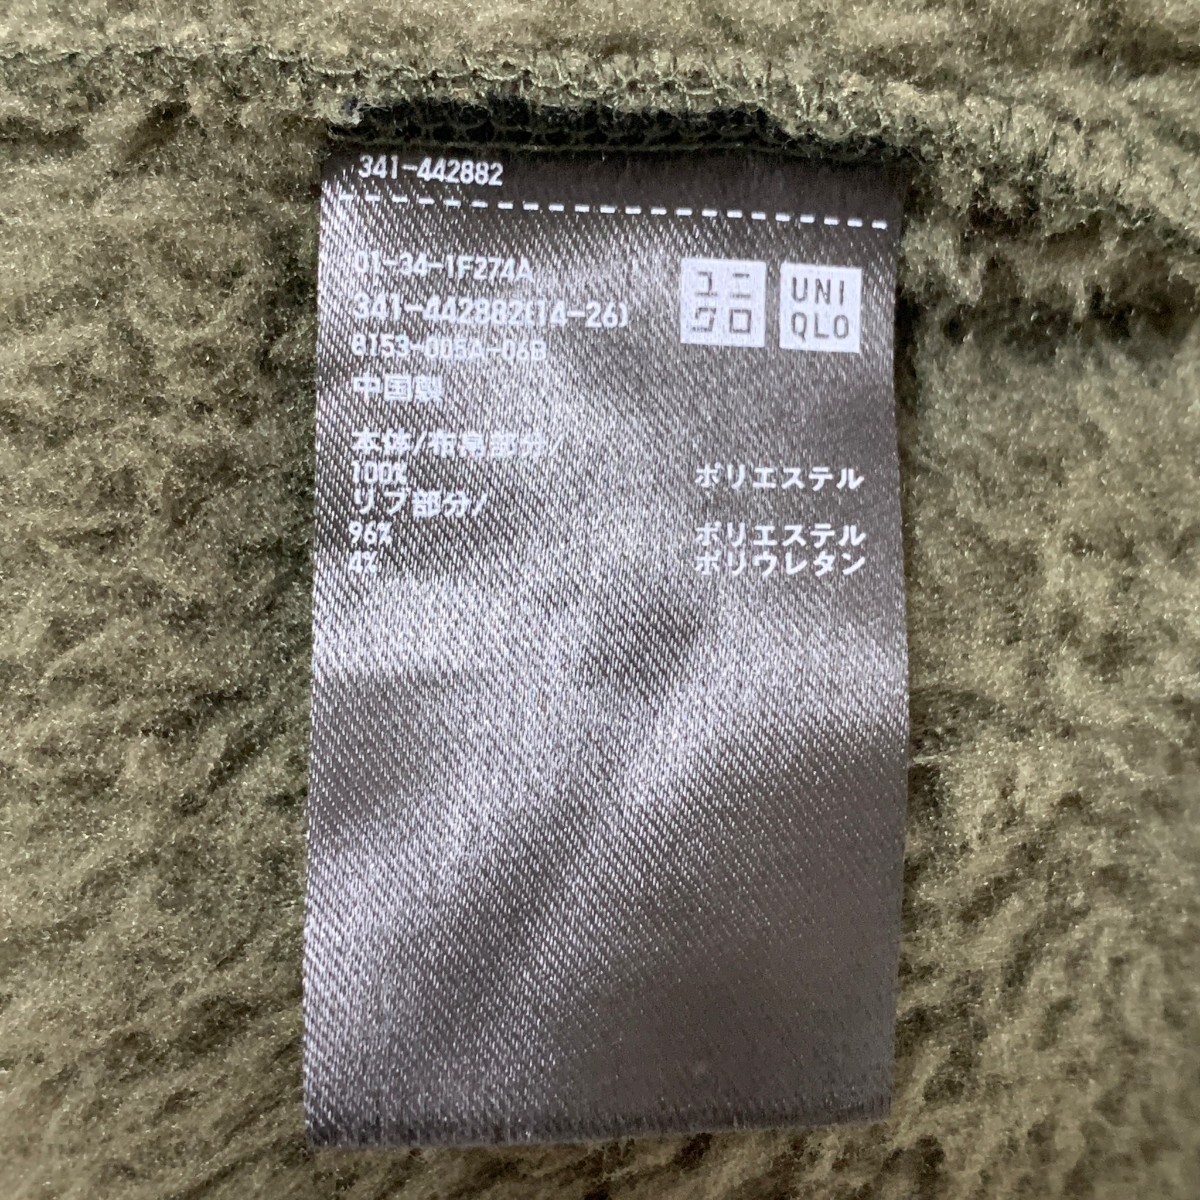 341-442882
01-34-1F274A
341-442882(14-26)
8153-005A-06B
ユニ
クロ
UNI
QLO
中国製
本体/布帛部分/
100% ポリエステル
リブ部分/
96% ポリエステル
4% ポリウレタン